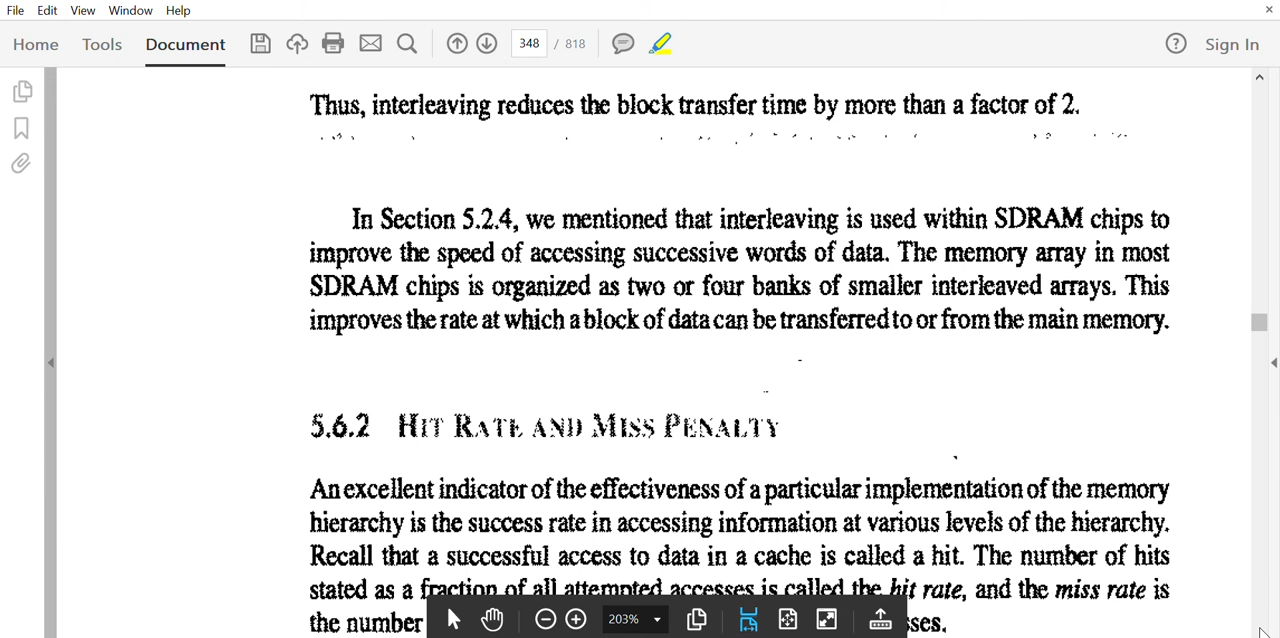 File Edit View Window Help
Home Tools Document 348 / 818 Sign In
Thus, interleaving reduces the block transfer time by more than a factor of 2.
In Section 5.2.4, we mentioned that interleaving is used within SDRAM chips to
improve the speed of accessing successive words of data. The memory array in most
SDRAM chips is organized as two or four banks of smaller interleaved arrays. This
improves the rate at which a block of data can be transferred to or from the main memory.
5.6.2 HIT RATE AND MISS PENALTY
An excellent indicator of the effectiveness of a particular implementation of the memory
hierarchy is the success rate in accessing information at various levels of the hierarchy.
Recall that a successful access to data in a cache is called a hit. The number of hits
stated as a fraction of all attempted accesses is called the hit rate, and the miss rate is
the number sses.
203%